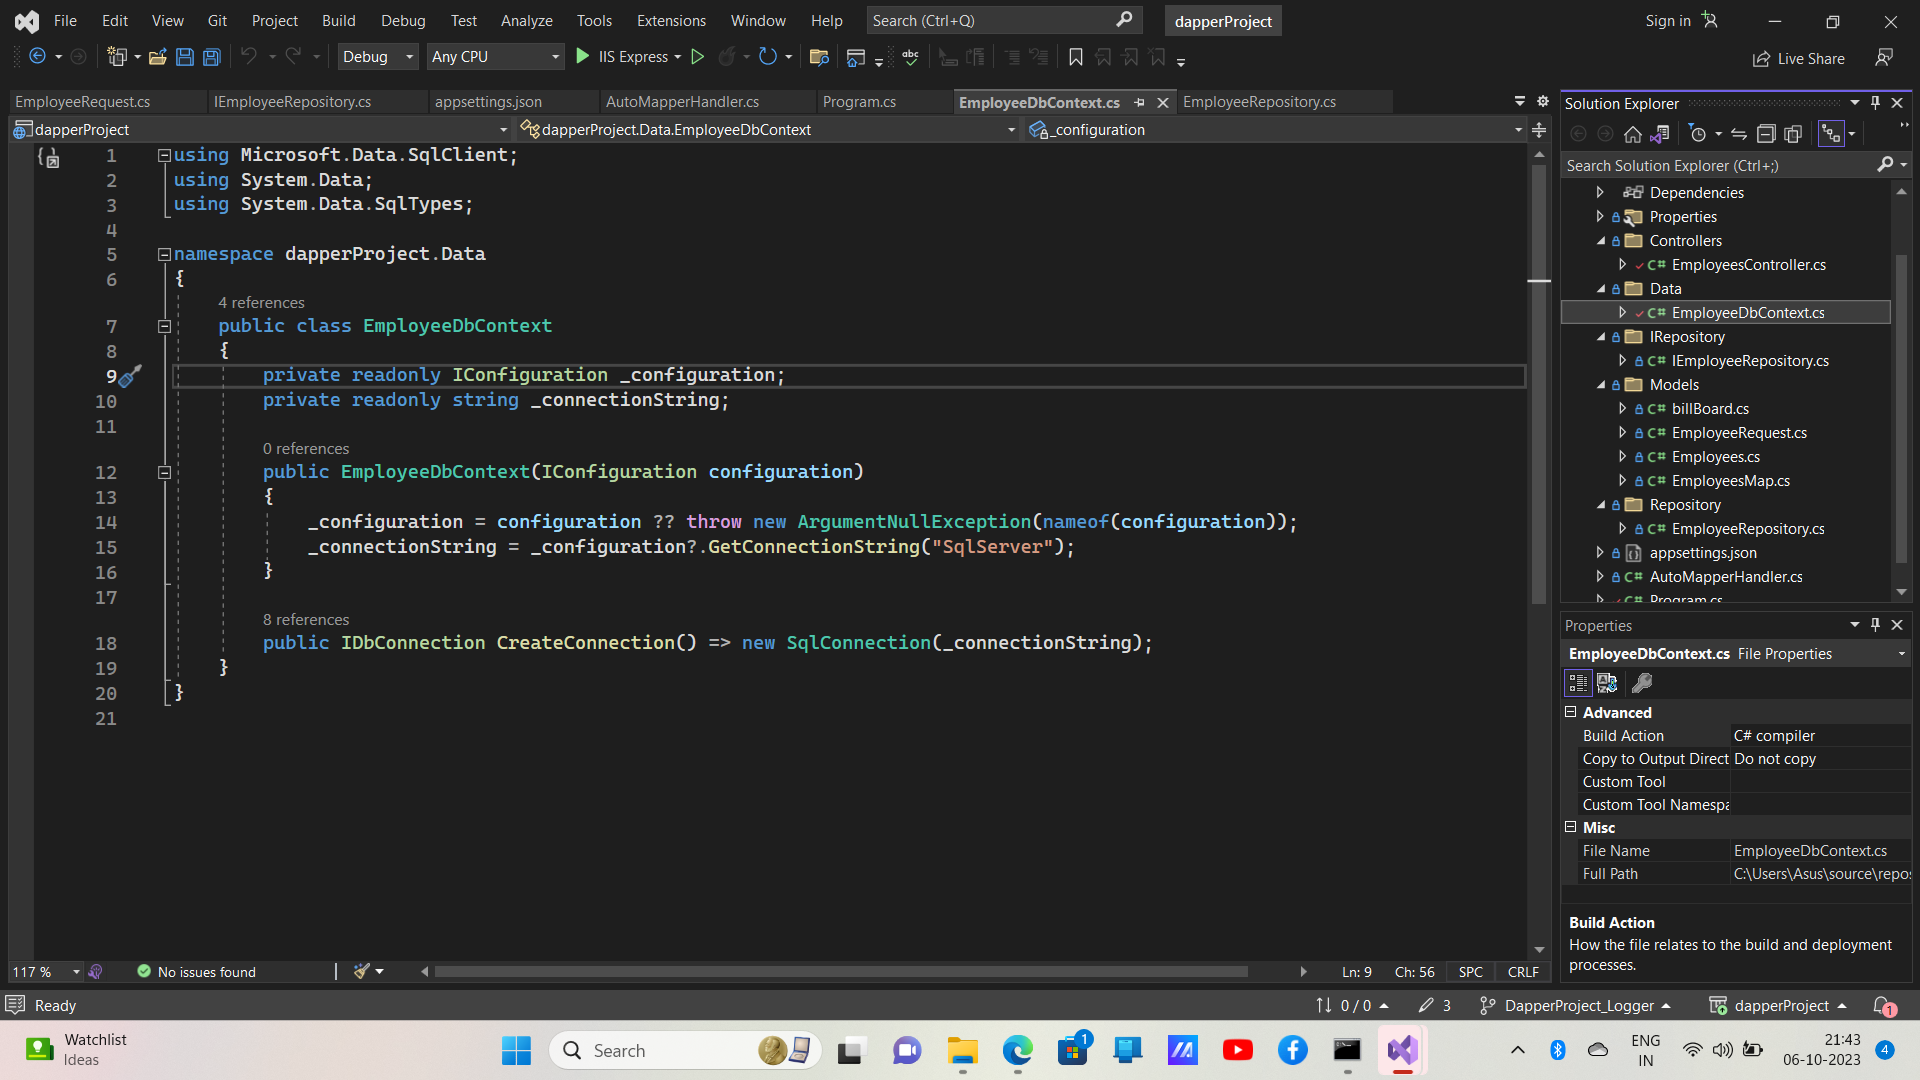 File Edit View Git Project Build Debug Test Analyze Tools Extensions Window Help Search (Ctrl+Q) dapperProject Sign in
Debug Any CPU IIS Express Live Share
EmployeeRequest.cs IEmployeeRepository.cs appsettings.json AutoMapperHandler.cs Program.cs EmployeeDbContext.cs EmployeeRepository.cs
dapperProject dapperProject.Data.EmployeeDbContext _configuration
1 using Microsoft.Data.SqlClient;
2 using System.Data;
3 using System.Data.SqlTypes;
4
5 namespace dapperProject.Data
6 {
4 references
7 public class EmployeeDbContext
8 {
9 private readonly IConfiguration _configuration;
10 private readonly string _connectionString;
11
0 references
12 public EmployeeDbContext(IConfiguration configuration)
13 {
14 _configuration = configuration ?? throw new ArgumentNullException(nameof(configuration));
15 _connectionString = _configuration?.GetConnectionString("SqlServer");
16 }
17
8 references
18 public IDbConnection CreateConnection() => new SqlConnection(_connectionString);
19 }
20 }
21
117 % No issues found Ln: 9 Ch: 56 SPC CRLF
Solution Explorer
Search Solution Explorer (Ctrl+;)
Dependencies
Properties
Controllers
C# EmployeesController.cs
Data
C# EmployeeDbContext.cs
IRepository
C# IEmployeeRepository.cs
Models
C# billBoard.cs
C# EmployeeRequest.cs
C# Employees.cs
C# EmployeesMap.cs
Repository
C# EmployeeRepository.cs
appsettings.json
C# AutoMapperHandler.cs
C# Program.cs
Properties
EmployeeDbContext.cs File Properties
Advanced
Build Action C# compiler
Copy to Output Direct Do not copy
Custom Tool
Custom Tool Namespa
Misc
File Name EmployeeDbContext.cs
Full Path C:\Users\Asus\source\repos
Build Action
How the file relates to the build and deployment
processes.
Ready 0 / 0 3 DapperProject_Logger dapperProject 1
Watchlist
Ideas
Search
1
ENG
IN
21:43
06-10-2023
4